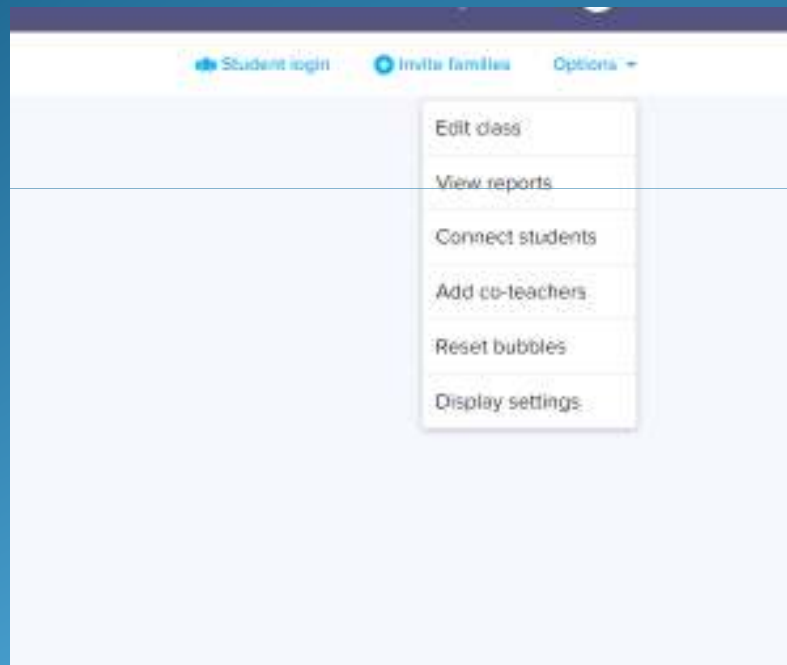 Student login
Invite families
Options
Edit class
View reports
Connect students
Add co-teachers
Reset bubbles
Display settings